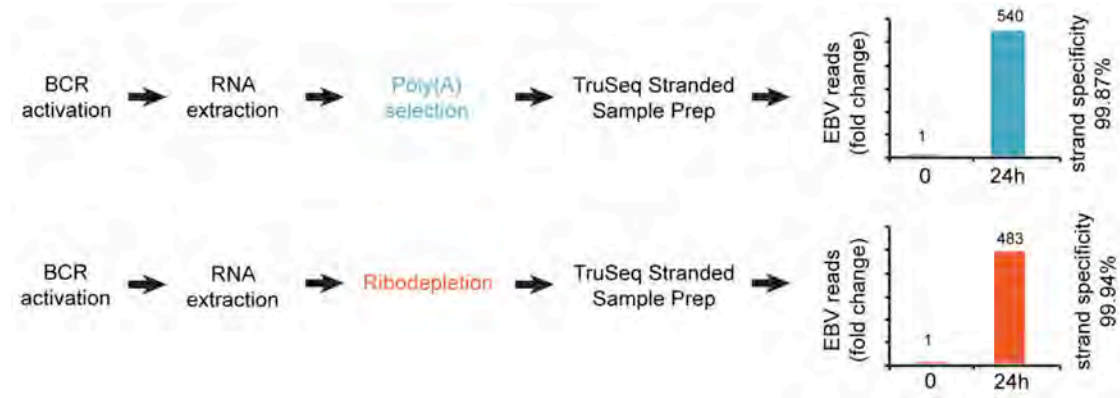 BCR
activation
RNA
extraction
Poly(A)
selection
TruSeq Stranded
Sample Prep
EBV reads
(fold change)
540
1
0
24h
strand specificity
99.87%
BCR
activation
RNA
extraction
Ribodepletion
TruSeq Stranded
Sample Prep
EBV reads
(fold change)
483
1
0
24h
strand specificity
99.94%